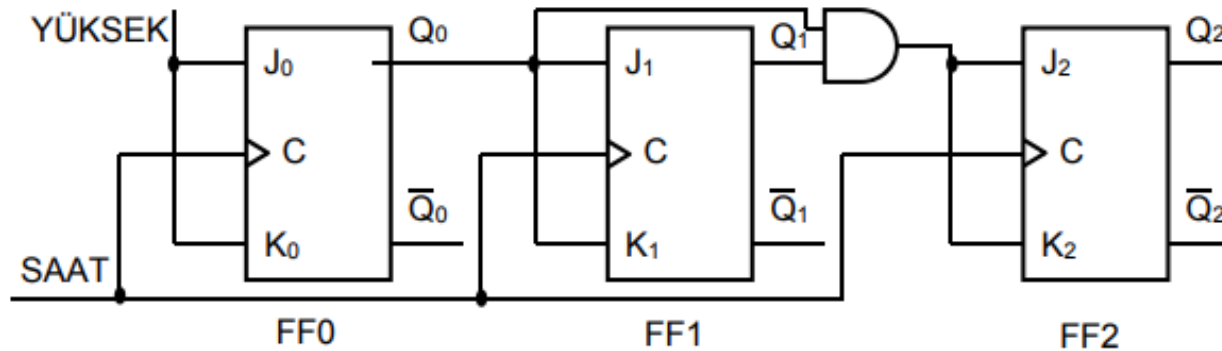 YÜKSEK
Q₀
Q₁
Q₂
J₀
J₁
J₂
C
C
C
Q̅₀
Q̅₁
Q̅₂
K₀
K₁
K₂
SAAT
FF0
FF1
FF2